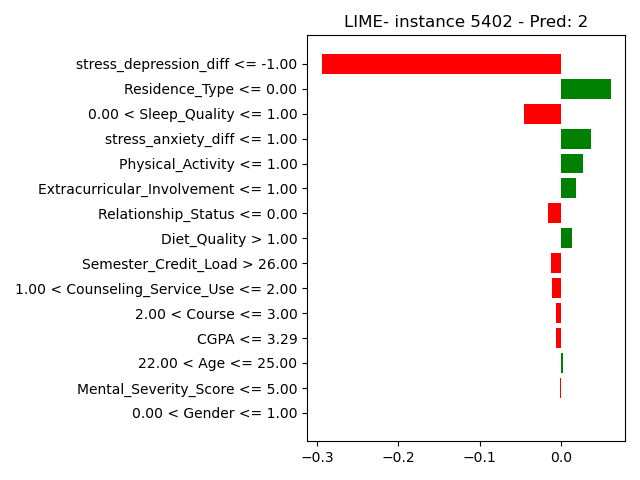 LIME- instance 5402 - Pred: 2
stress_depression_diff <= -1.00
Residence_Type <= 0.00
0.00 < Sleep_Quality <= 1.00
stress_anxiety_diff <= 1.00
Physical_Activity <= 1.00
Extracurricular_Involvement <= 1.00
Relationship_Status <= 0.00
Diet_Quality > 1.00
Semester_Credit_Load > 26.00
1.00 < Counseling_Service_Use <= 2.00
2.00 < Course <= 3.00
CGPA <= 3.29
22.00 < Age <= 25.00
Mental_Severity_Score <= 5.00
0.00 < Gender <= 1.00
−0.3 −0.2 −0.1 0.0